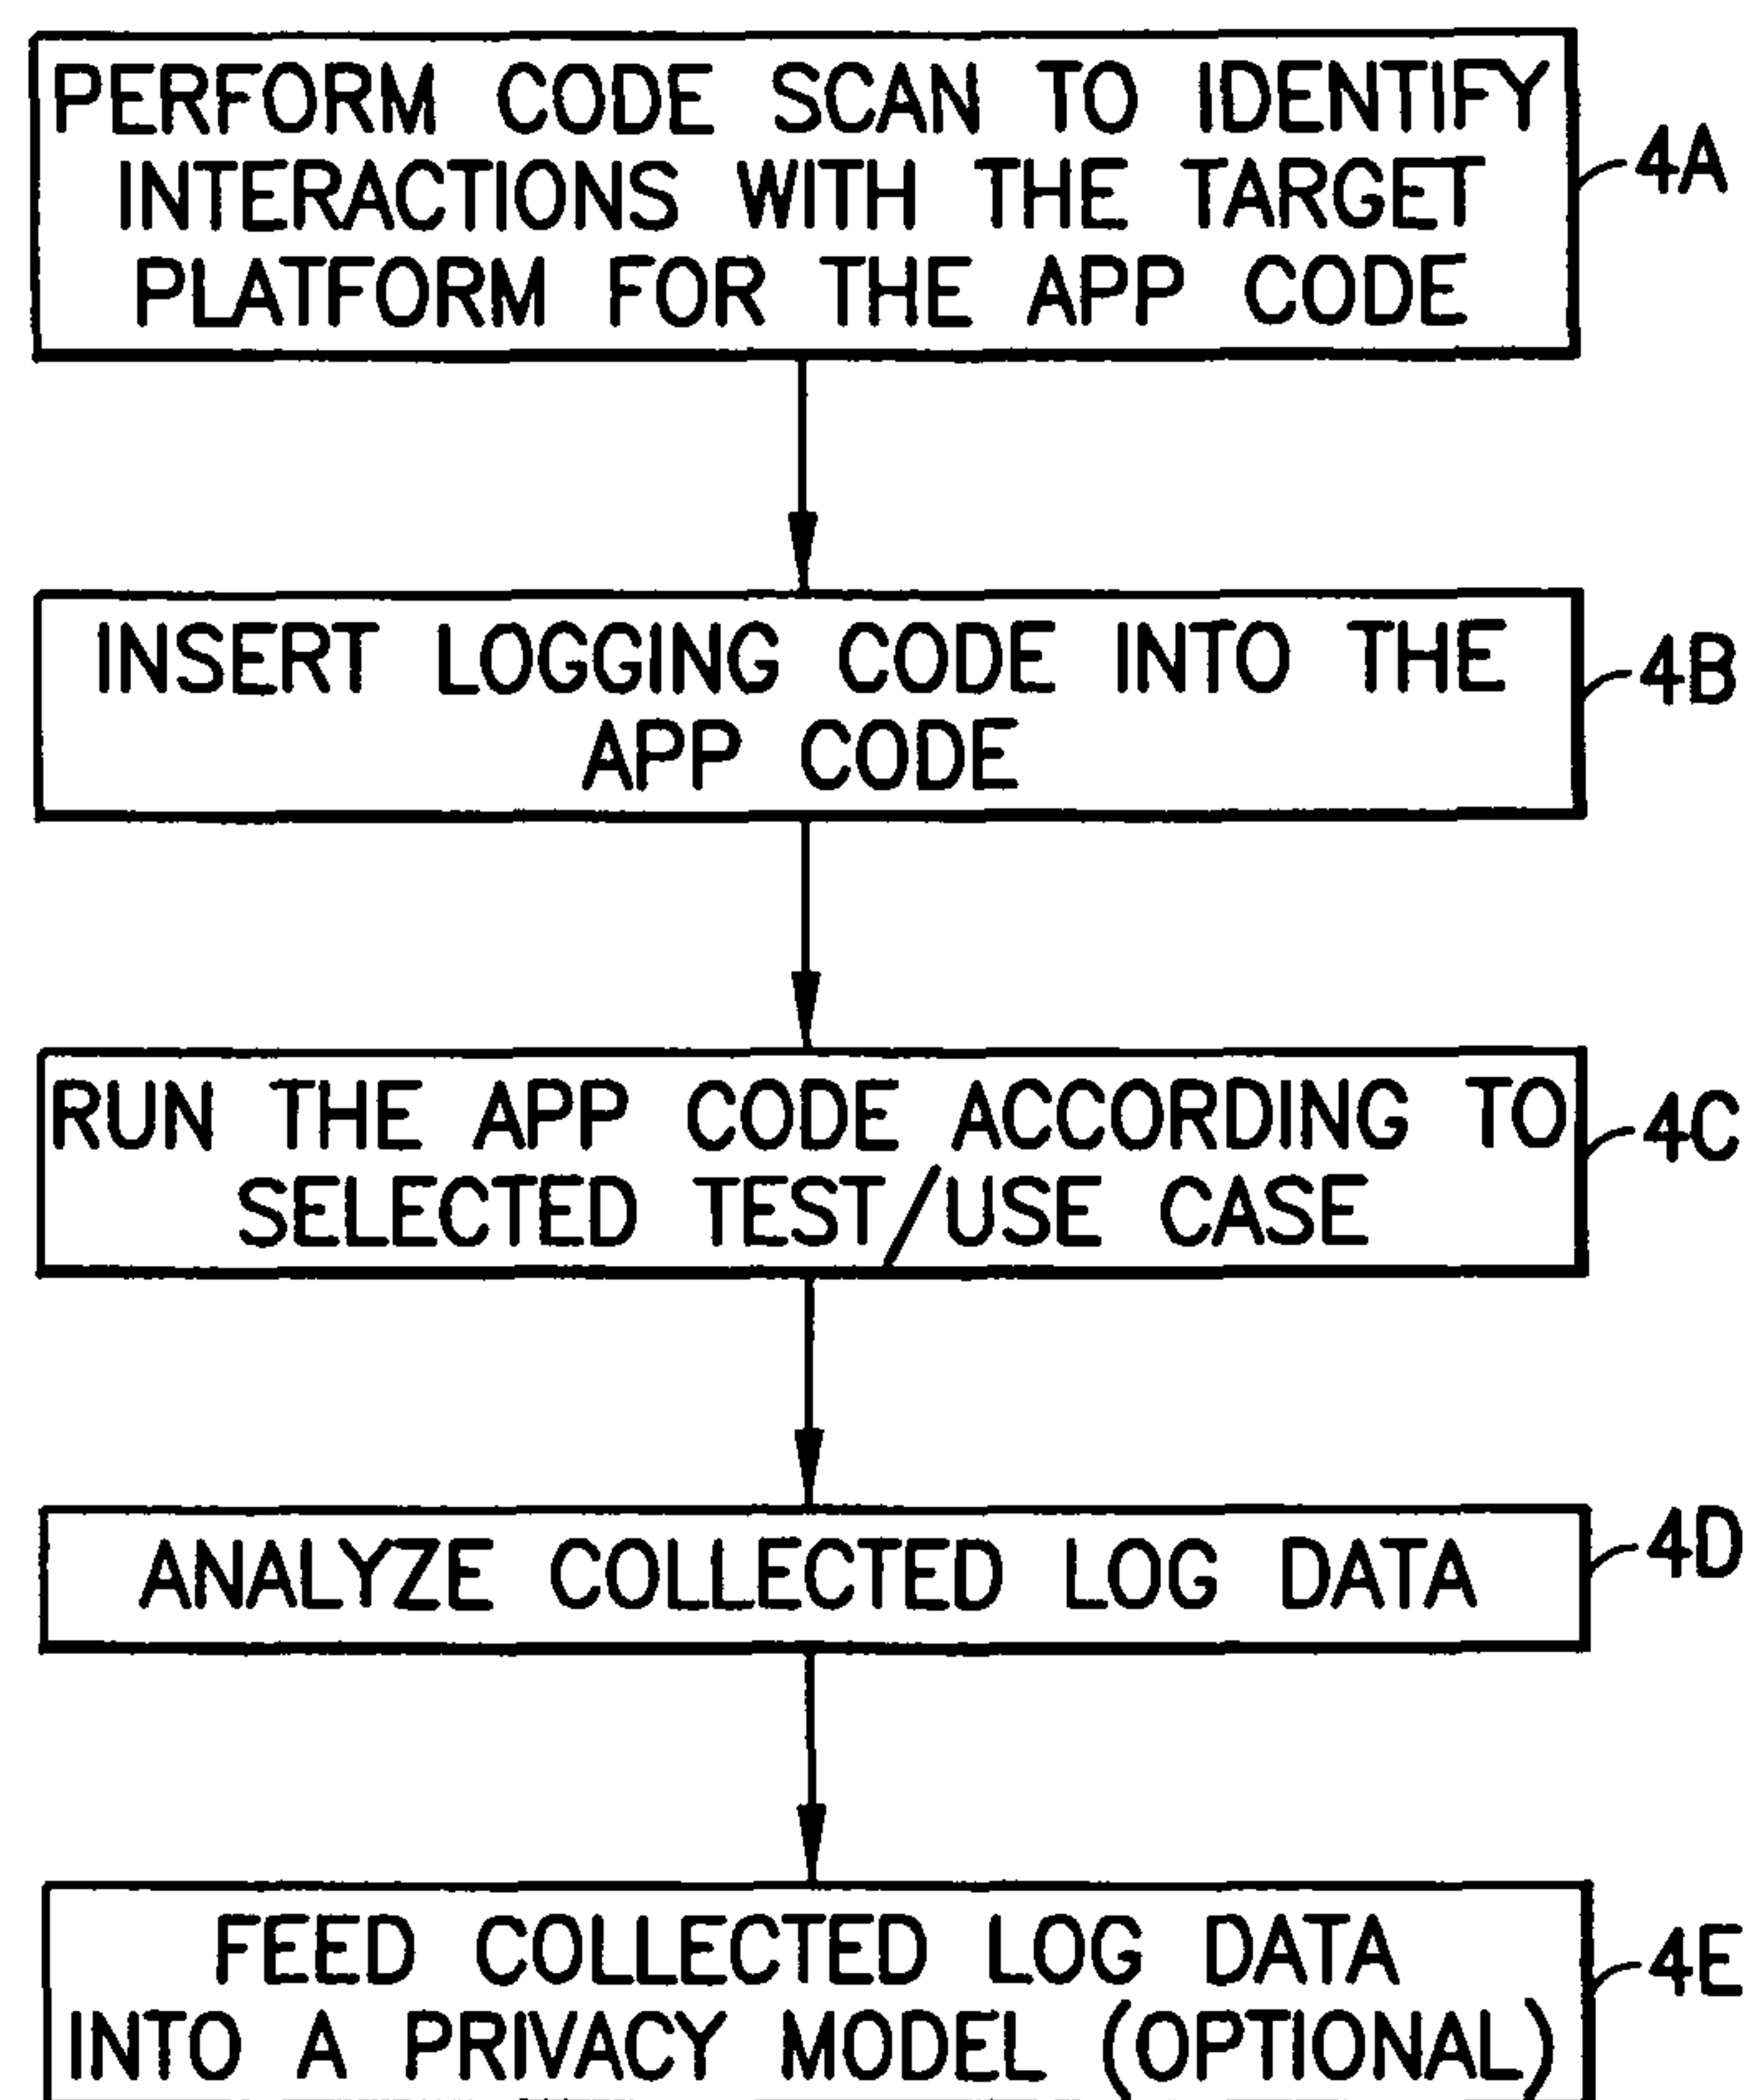 PERFORM CODE SCAN TO IDENTIFY
INTERACTIONS WITH THE TARGET
PLATFORM FOR THE APP CODE
4A
INSERT LOGGING CODE INTO THE
APP CODE
4B
RUN THE APP CODE ACCORDING TO
SELECTED TEST/USE CASE
4C
ANALYZE COLLECTED LOG DATA
4D
FEED COLLECTED LOG DATA
INTO A PRIVACY MODEL (OPTIONAL)
4E